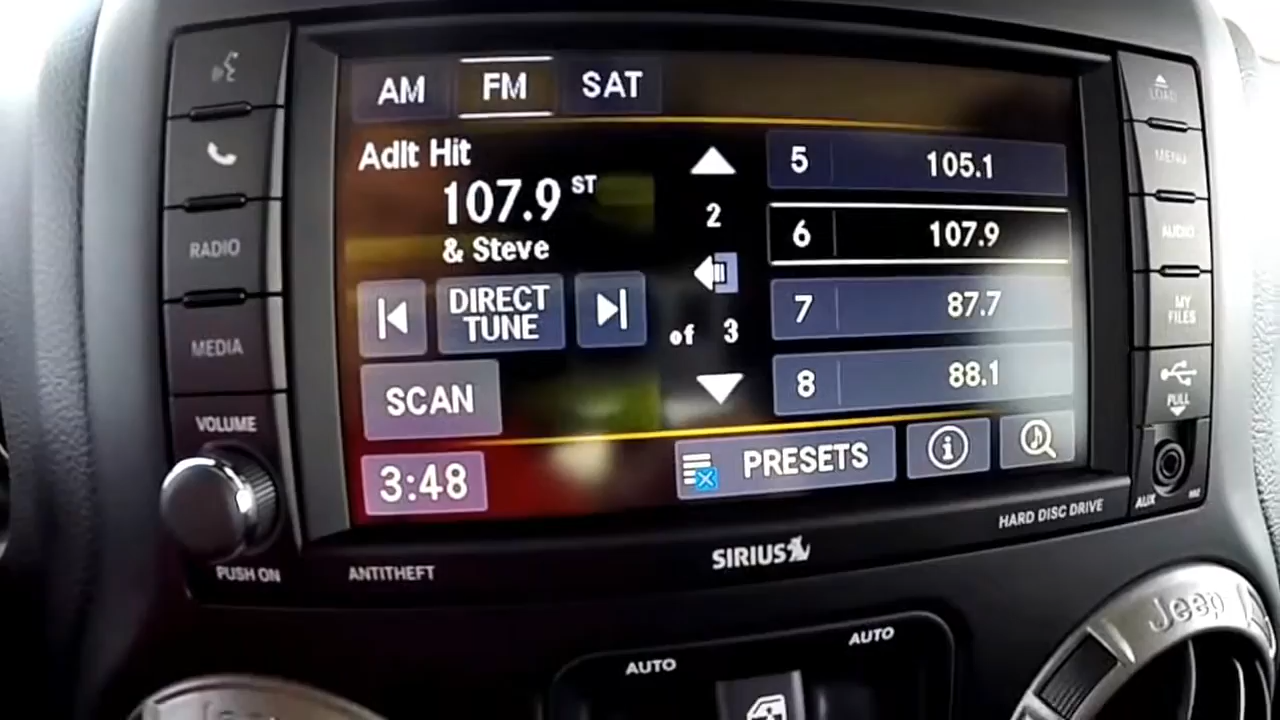 AM FM SAT
Adlt Hit
107.9 ST
& Steve
DIRECT
TUNE
SCAN
3:48
2
of 3
5 105.1
6 107.9
7 87.7
8 88.1
PRESETS
RADIO
MEDIA
VOLUME
PUSH ON
ANTITHEFT
SIRIUS
HARD DISC DRIVE
LOAD
MENU
AUDIO
MY
FILES
PULL
AUX
AUTO
AUTO
Jeep